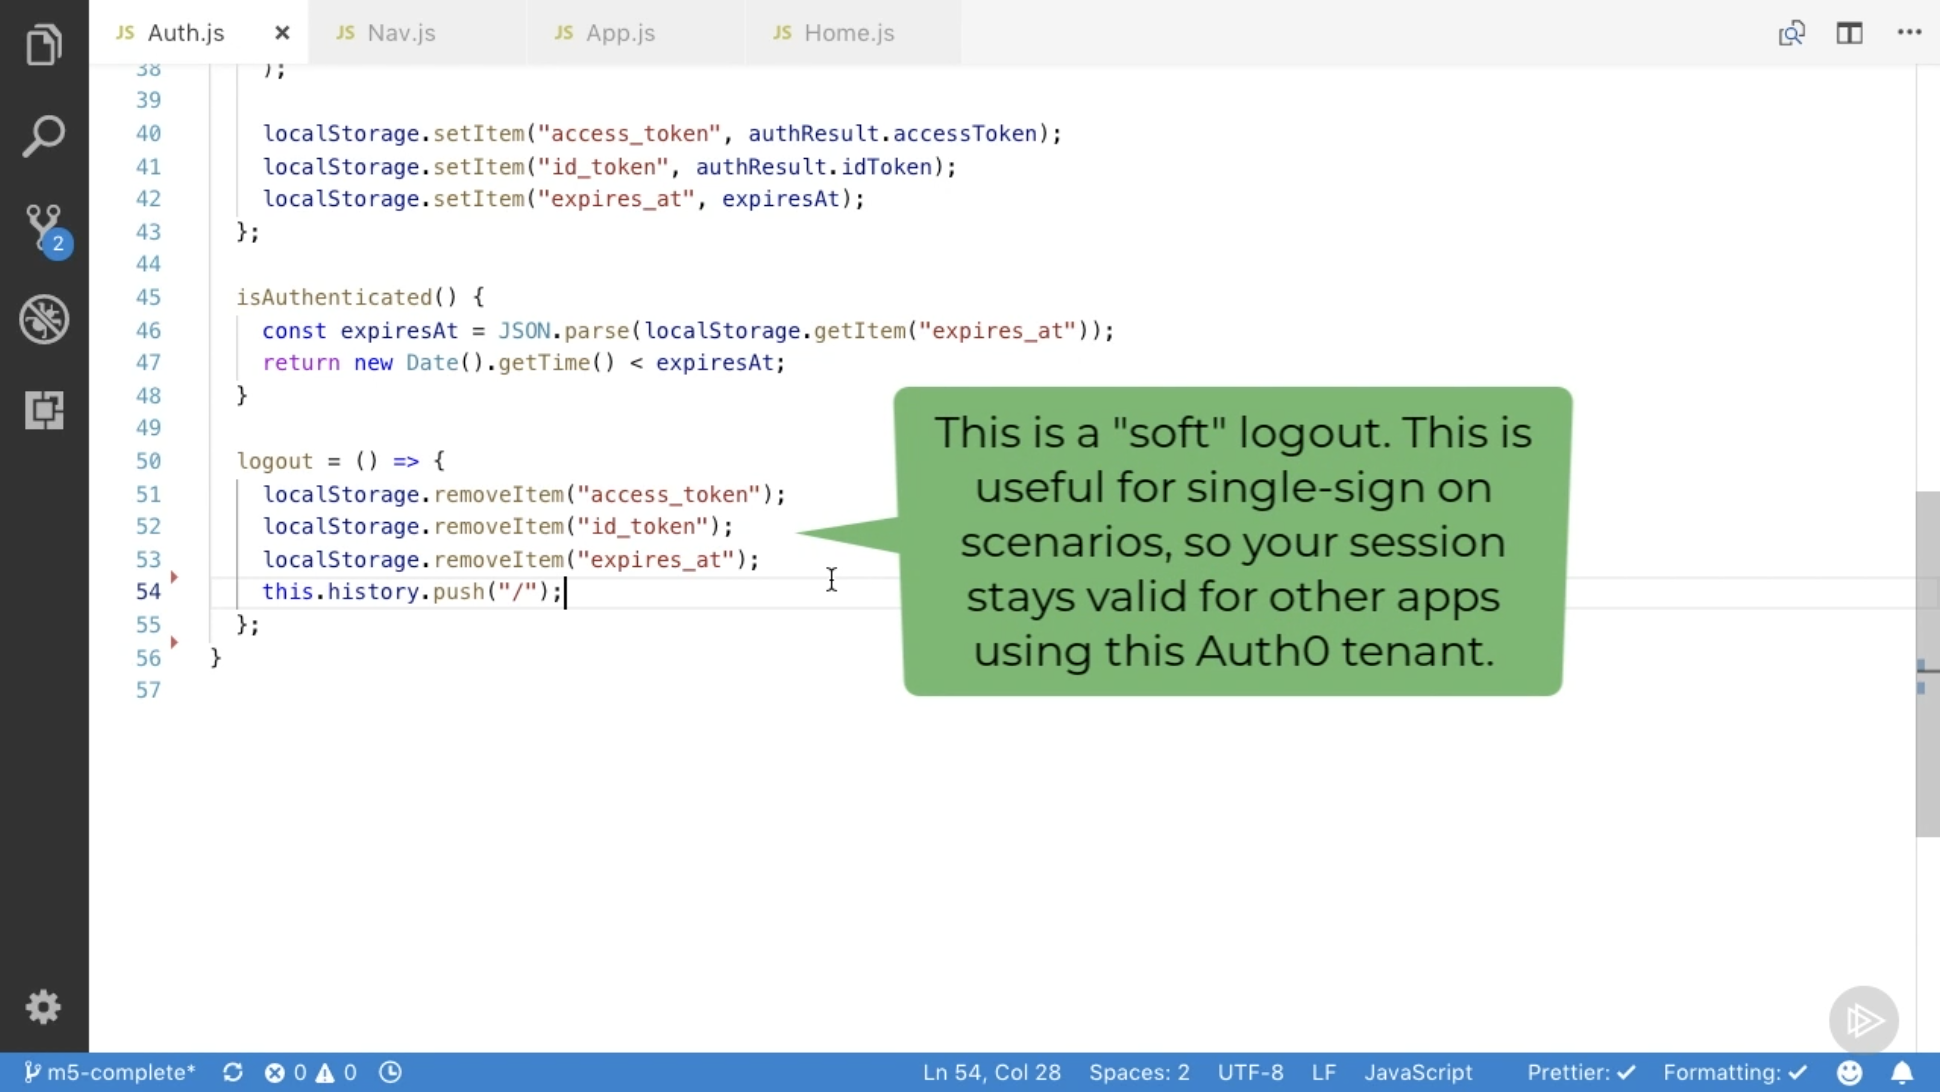 JS Auth.js × JS Nav.js JS App.js JS Home.js
38 );
39
40 localStorage.setItem("access_token", authResult.accessToken);
41 localStorage.setItem("id_token", authResult.idToken);
42 localStorage.setItem("expires_at", expiresAt);
43 };
44
45 isAuthenticated() {
46 const expiresAt = JSON.parse(localStorage.getItem("expires_at"));
47 return new Date().getTime() < expiresAt;
48 }
49
50 logout = () => {
51 localStorage.removeItem("access_token");
52 localStorage.removeItem("id_token");
53 localStorage.removeItem("expires_at");
54 this.history.push("/");
55 };
56 }
57
This is a "soft" logout. This is
useful for single-sign on
scenarios, so your session
stays valid for other apps
using this Auth0 tenant.
2
m5-complete* 0 0 Ln 54, Col 28 Spaces: 2 UTF-8 LF JavaScript Prettier: ✓ Formatting: ✓